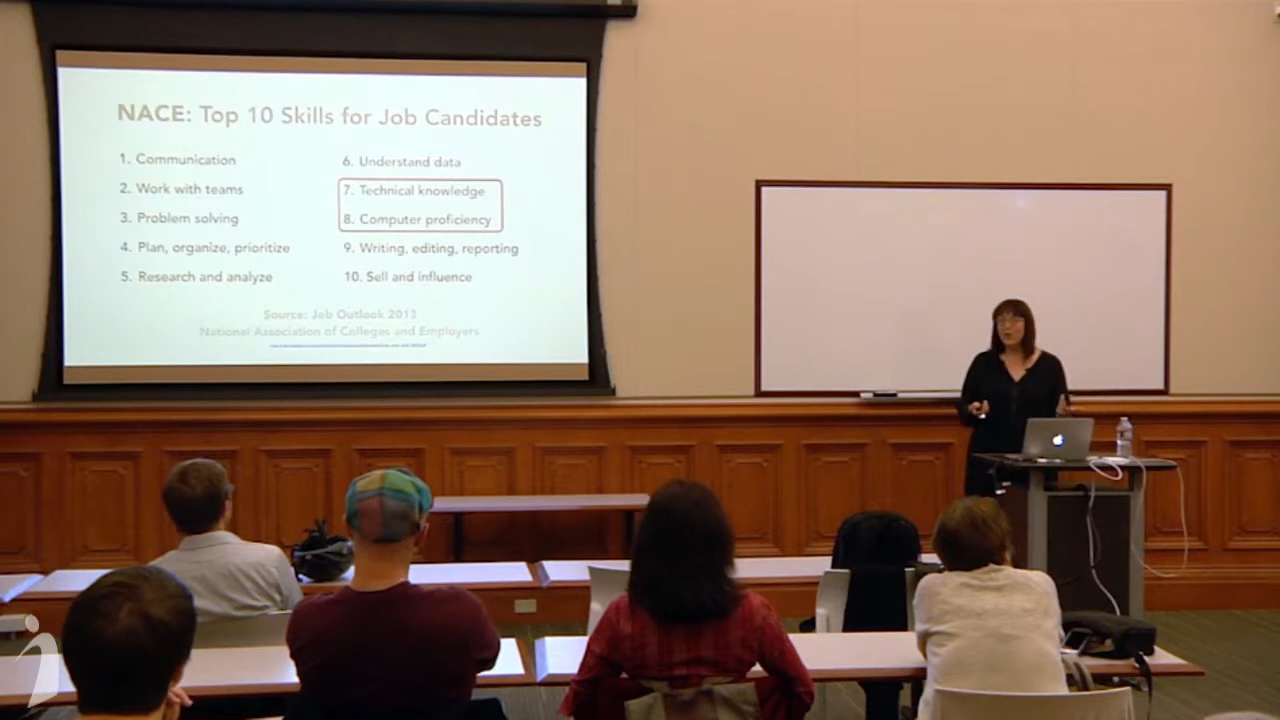 NACE: Top 10 Skills for Job Candidates
1. Communication
2. Work with teams
3. Problem solving
4. Plan, organize, prioritize
5. Research and analyze
6. Understand data
7. Technical knowledge
8. Computer proficiency
9. Writing, editing, reporting
10. Sell and influence
Source: Job Outlook 2013
National Association of Colleges and Employers